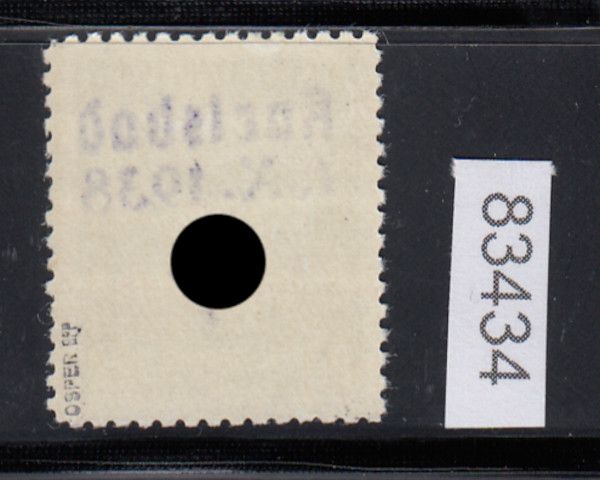 Karlsbad
1.X.1938
OSPER BPP
83434